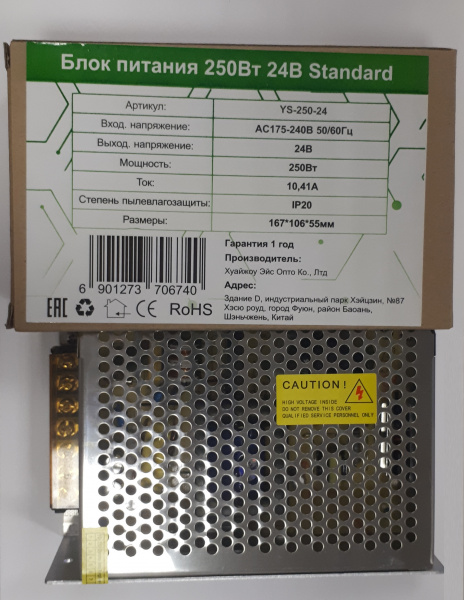 Блок питания 250Вт 24В Standard
Артикул: YS-250-24
Вход. напряжение: AC175-240В 50/60Гц
Выход. напряжение: 24В
Мощность: 250Вт
Ток: 10,41А
Степень пылевлагозащиты: IP20
Размеры: 167*106*55мм
Гарантия 1 год
Производитель:
Хуайжоу Эйс Опто Ко., Лтд
Адрес:
Здание D, индустриальный парк Хэйцзин, №87
Хэсю роуд, город Фуюн, район Баоань,
Шэньчжень, Китай
6 901273 706740
EAC CE RoHS
CAUTION !
HIGH VOLTAGE INSIDE
DO NOT REMOVE THIS COVER
QUALIFIED SERVICE PERSONNEL ONLY